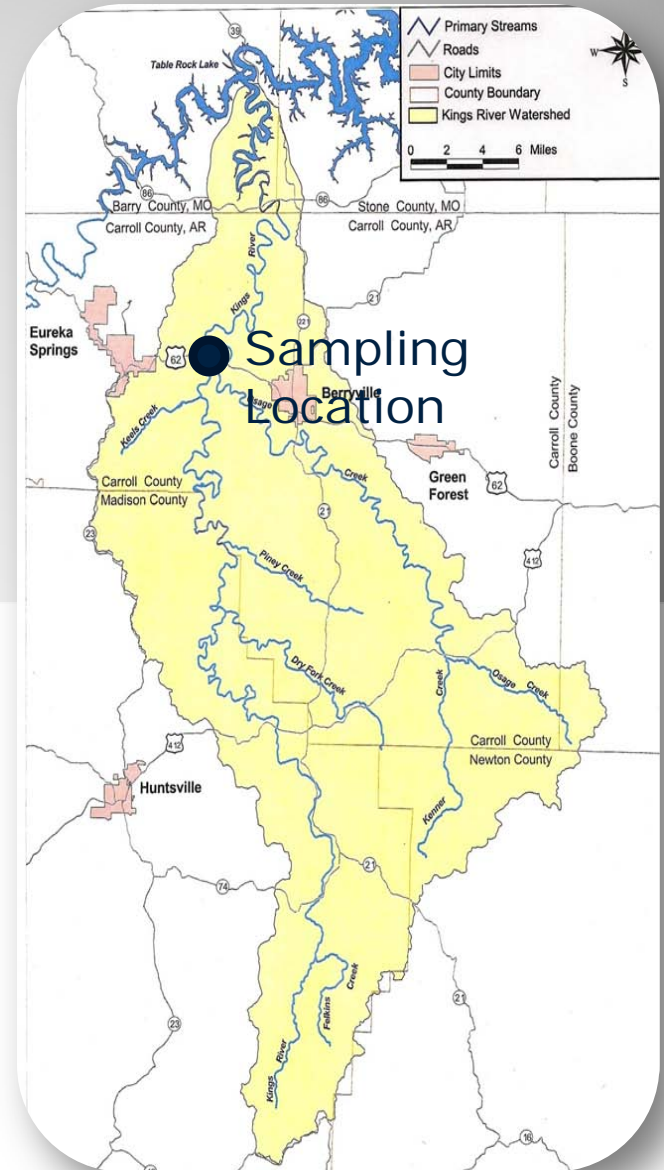 39
Table Rock Lake
Primary Streams
Roads
City Limits
County Boundary
Kings River Watershed
0 2 4 6 Miles
W
S
86
86
Barry County, MO
Stone County, MO
Carroll County, AR
Carroll County, AR
Kings River
21
221
Eureka
Springs
62
Sampling
Location
Berryville
Osage
Creek
Keels Creek
Green
Forest
62
Carroll County
Boone County
Carroll County
Madison County
23
21
412
Piney Creek
Dry Fork Creek
Creek
Osage Creek
Carroll County
Newton County
412
Huntsville
Kenner
21
74
Felkins
Creek
23
21
Kings
River
16